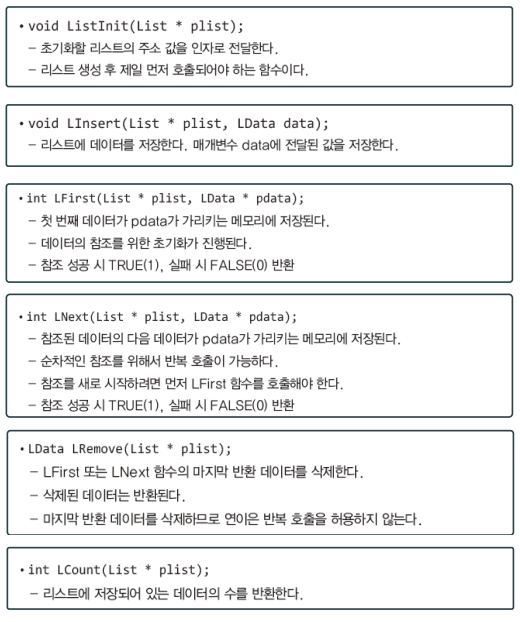 • void ListInit(List * plist);
– 초기화할 리스트의 주소 값을 인자로 전달한다.
– 리스트 생성 후 제일 먼저 호출되어야 하는 함수이다.
• void LInsert(List * plist, LData data);
– 리스트에 데이터를 저장한다. 매개변수 data에 전달된 값을 저장한다.
• int LFirst(List * plist, LData * pdata);
– 첫 번째 데이터가 pdata가 가리키는 메모리에 저장된다.
– 데이터의 참조를 위한 초기화가 진행된다.
– 참조 성공 시 TRUE(1), 실패 시 FALSE(0) 반환
• int LNext(List * plist, LData * pdata);
– 참조된 데이터의 다음 데이터가 pdata가 가리키는 메모리에 저장된다.
– 순차적인 참조를 위해서 반복 호출이 가능하다.
– 참조를 새로 시작하려면 먼저 LFirst 함수를 호출해야 한다.
– 참조 성공 시 TRUE(1), 실패 시 FALSE(0) 반환
• LData LRemove(List * plist);
– LFirst 또는 LNext 함수의 마지막 반환 데이터를 삭제한다.
– 삭제된 데이터는 반환된다.
– 마지막 반환 데이터를 삭제하므로 연이은 반복 호출을 허용하지 않는다.
• int LCount(List * plist);
– 리스트에 저장되어 있는 데이터의 수를 반환한다.